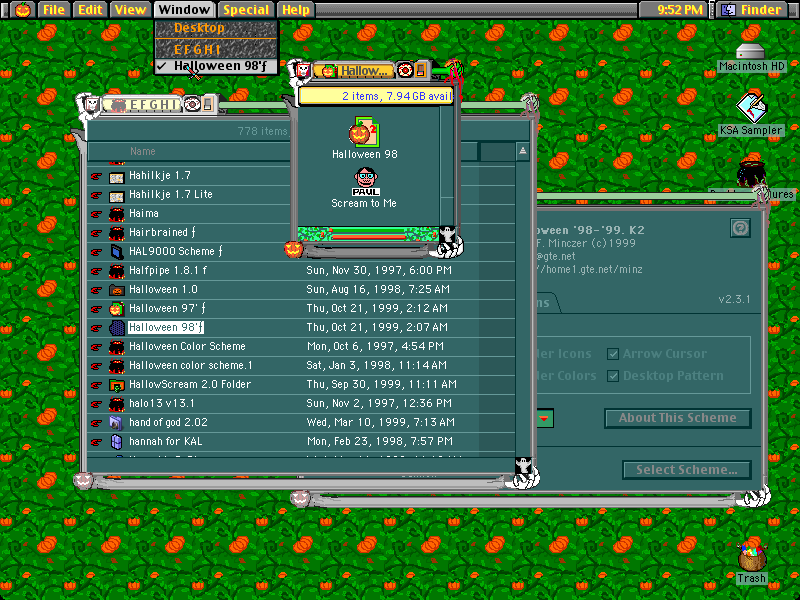 File Edit View Window Special Help 9:52 PM Finder
Desktop
E F G H I
✓ Halloween 98'ƒ
Macintosh HD
KSA Sampler
Hallow...
2 items, 7.94 GB avail
Halloween 98
PAUL
Scream to Me
E F G H I
778 items
Name
Hahilkje 1.7
Hahilkje 1.7 Lite
Haima
Hairbrained ƒ
HAL9000 Scheme ƒ
Halfpipe 1.8.1 f Sun, Nov 30, 1997, 6:00 PM
Halloween 1.0 Sun, Aug 16, 1998, 7:25 AM
Halloween 97' ƒ Thu, Oct 21, 1999, 2:12 AM
Halloween 98'ƒ Thu, Oct 21, 1999, 2:07 AM
Halloween Color Scheme Mon, Oct 6, 1997, 4:54 PM
Halloween color scheme.1 Sat, Jan 3, 1998, 11:14 AM
HallowScream 2.0 Folder Thu, Sep 30, 1999, 11:11 AM
halo13 v13.1 Sun, Nov 2, 1997, 12:36 PM
hand of god 2.02 Wed, Mar 10, 1999, 7:13 AM
hannah for KAL Mon, Feb 23, 1998, 7:57 PM
oween '98-'99. K2
F. Minczer (c)1999
@gte.net
//home1.gte.net/minz
ns
v2.3.1
der Icons Arrow Cursor
der Colors Desktop Pattern
About This Scheme
Select Scheme...
Trash